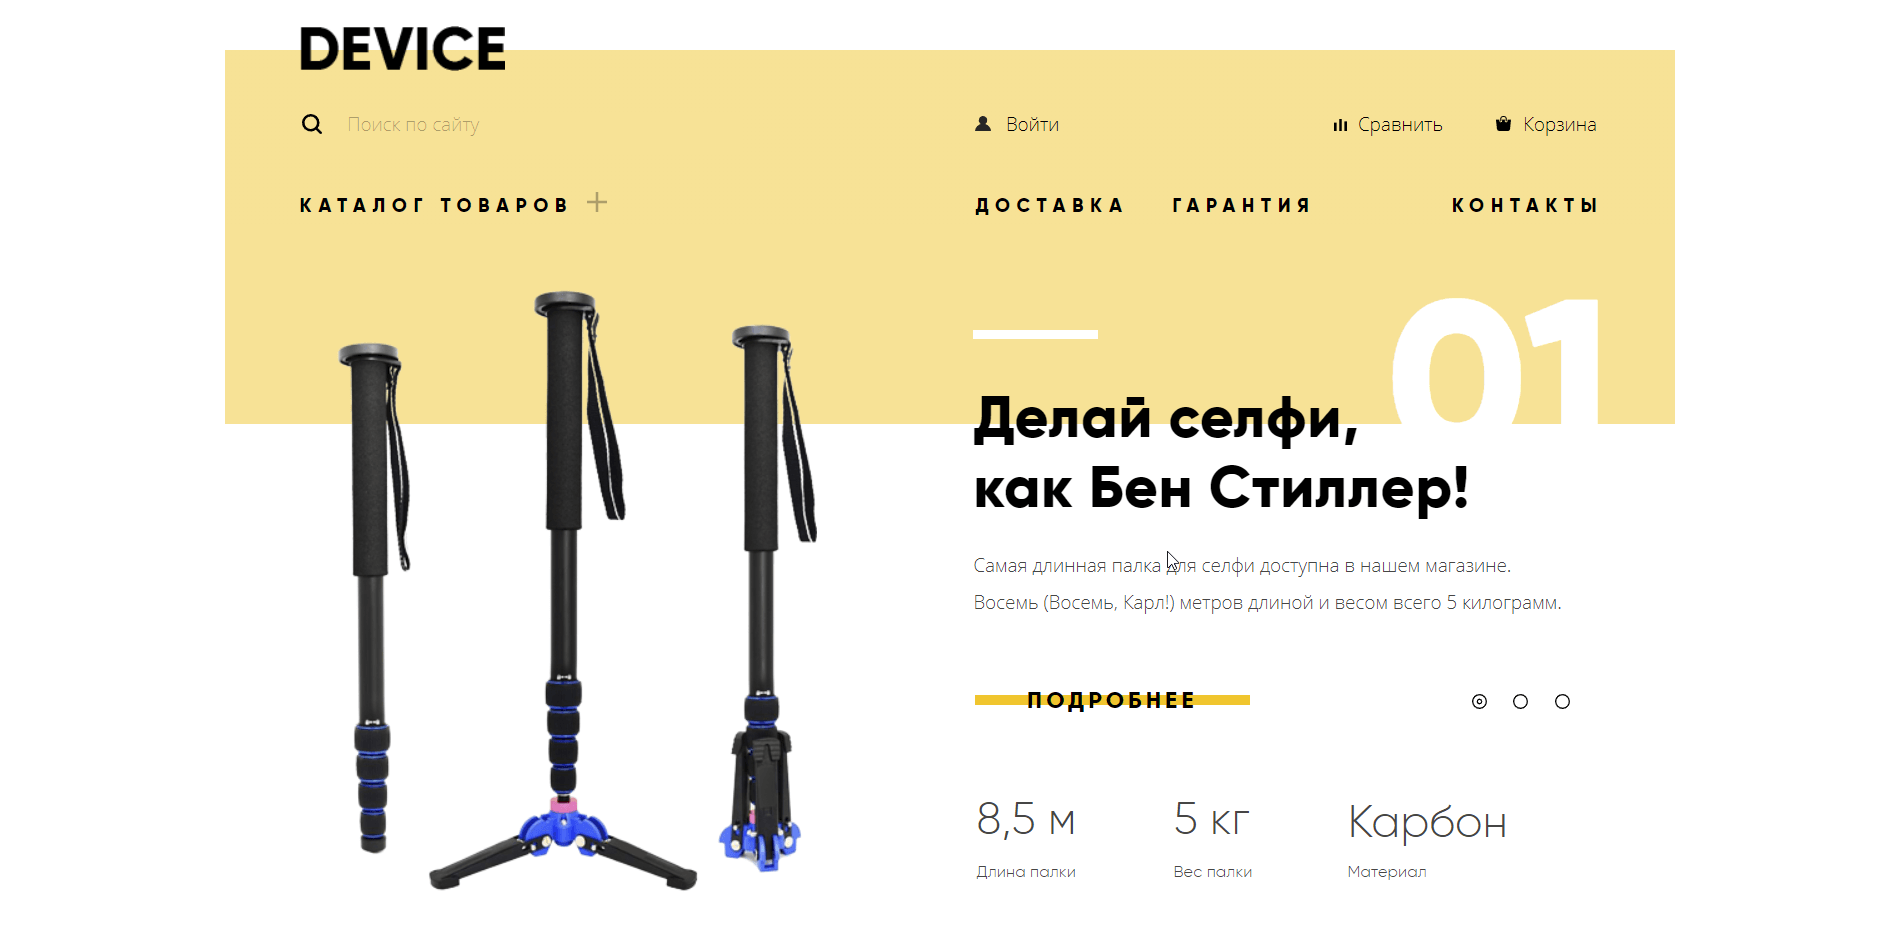 DEVICE
Поиск по сайту
Войти
Сравнить
Корзина
КАТАЛОГ ТОВАРОВ +
ДОСТАВКА
ГАРАНТИЯ
КОНТАКТЫ
01
Делай селфи,
как Бен Стиллер!
Самая длинная палка для селфи доступна в нашем магазине.
Восемь (Восемь, Карл!) метров длиной и весом всего 5 килограмм.
ПОДРОБНЕЕ
8,5 м
5 кг
Карбон
Длина палки
Вес палки
Материал